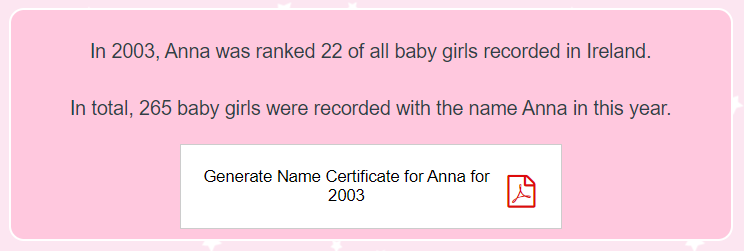 In 2003, Anna was ranked 22 of all baby girls recorded in Ireland.
In total, 265 baby girls were recorded with the name Anna in this year.
Generate Name Certificate for Anna for
2003